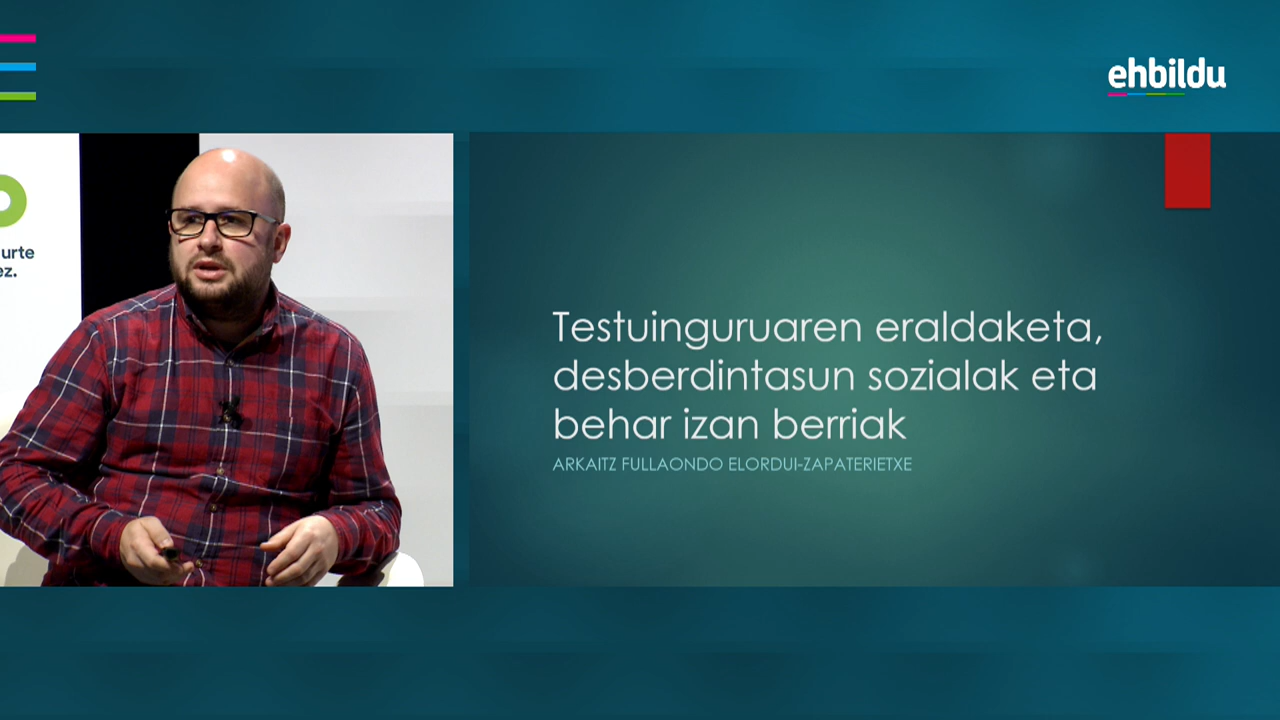 ehbildu
urte
ez.
Testuinguruaren eraldaketa,
desberdintasun sozialak eta
behar izan berriak
ARKAITZ FULLAONDO ELORDUI-ZAPATERIETXE